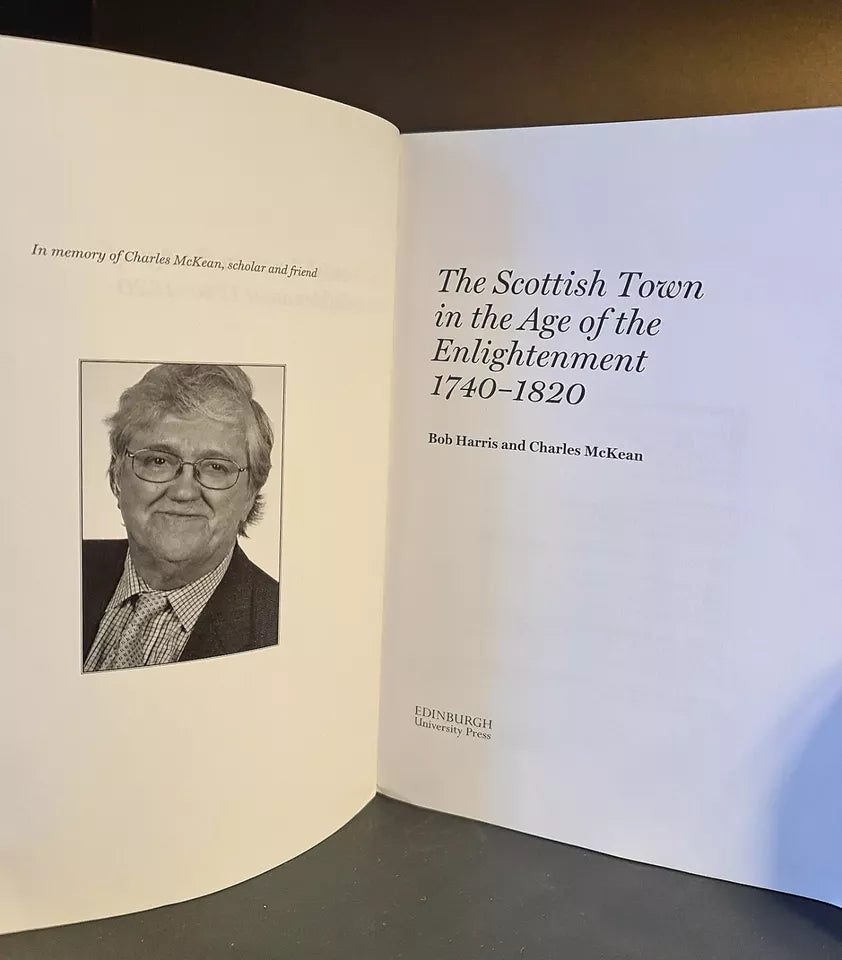 In memory of Charles McKean, scholar and friend
The Scottish Town
in the Age of the
Enlightenment
1740–1820
Bob Harris and Charles McKean
EDINBURGH
University Press